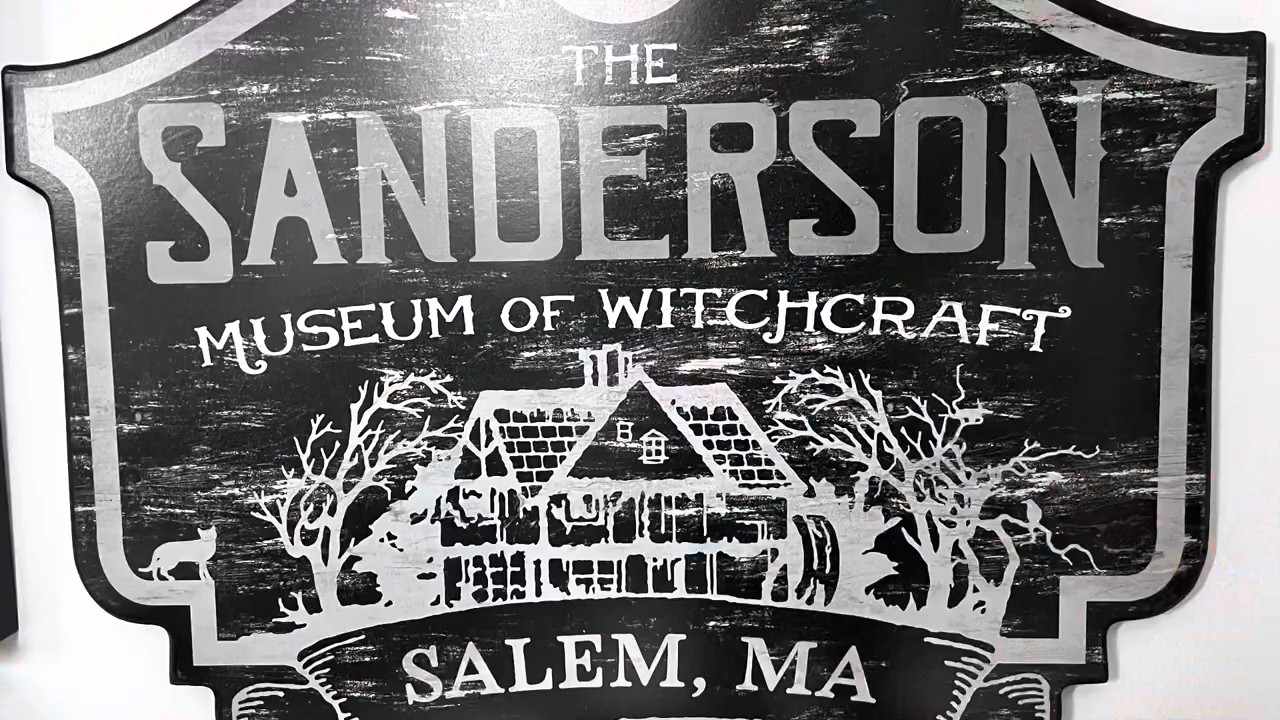 THE
SANDERSON
MUSEUM OF WITCHCRAFT
SALEM, MA